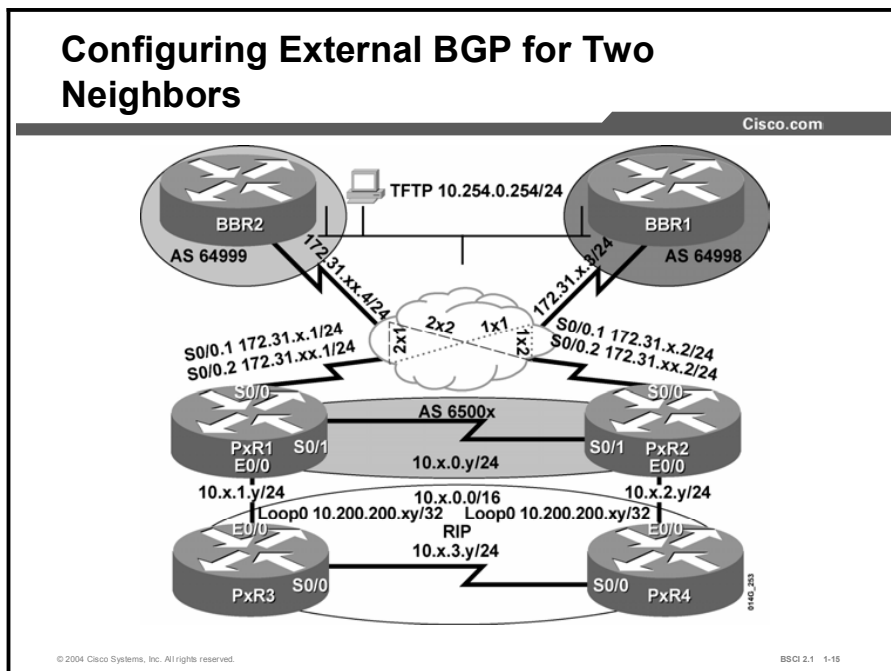 Configuring External BGP for Two
Neighbors
Cisco.com
TFTP 10.254.0.254/24
BBR2
BBR1
AS 64999
AS 64998
172.31.xx.4/24
172.31.x.3/24
2x1
2x2
1x1
1x2
S0/0.1 172.31.x.1/24
S0/0.2 172.31.xx.1/24
S0/0.1 172.31.x.2/24
S0/0.2 172.31.xx.2/24
S0/0
S0/0
AS 6500x
PxR1
S0/1
S0/1
PxR2
E0/0
10.x.0.y/24
E0/0
10.x.1.y/24
10.x.0.0/16
10.x.2.y/24
Loop0 10.200.200.xy/32
Loop0 10.200.200.xy/32
E0/0
RIP
E0/0
10.x.3.y/24
S0/0
S0/0
PxR3
PxR4
014G_253
© 2004 Cisco Systems, Inc. All rights reserved.
BSCI 2.1 1-15